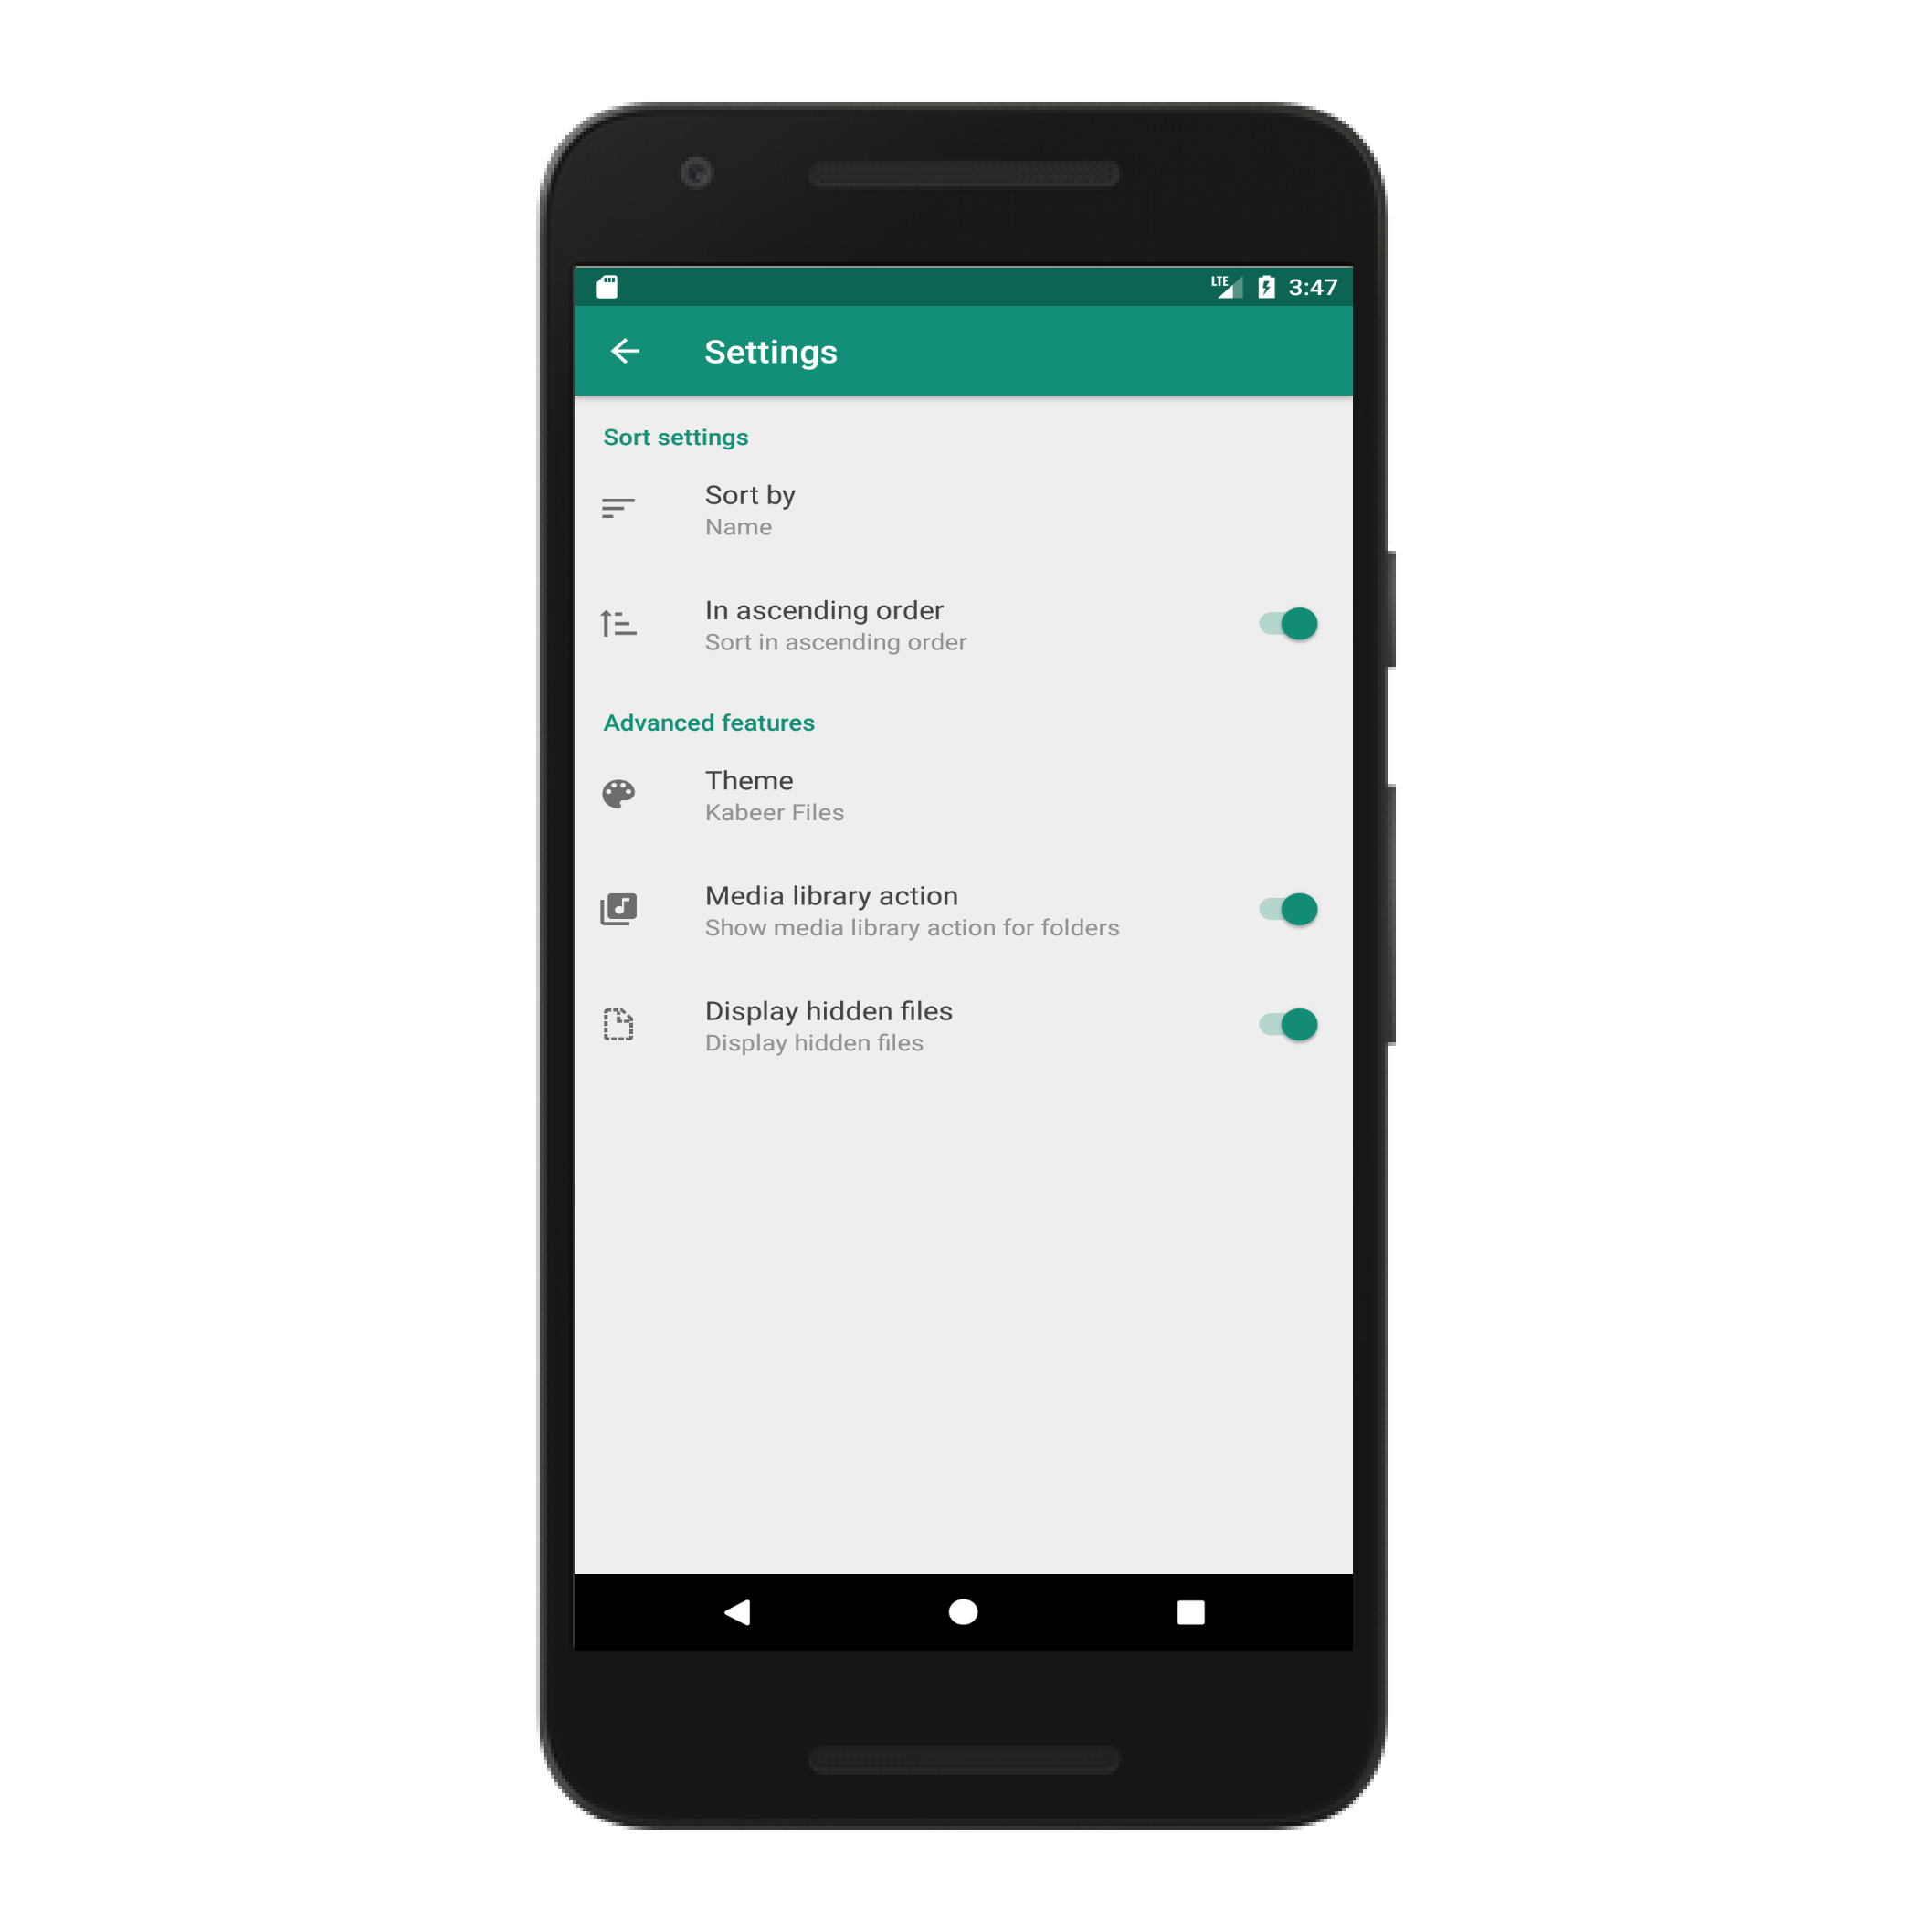 LTE 3:47
Settings
Sort settings
Sort by
Name
In ascending order
Sort in ascending order
Advanced features
Theme
Kabeer Files
Media library action
Show media library action for folders
Display hidden files
Display hidden files